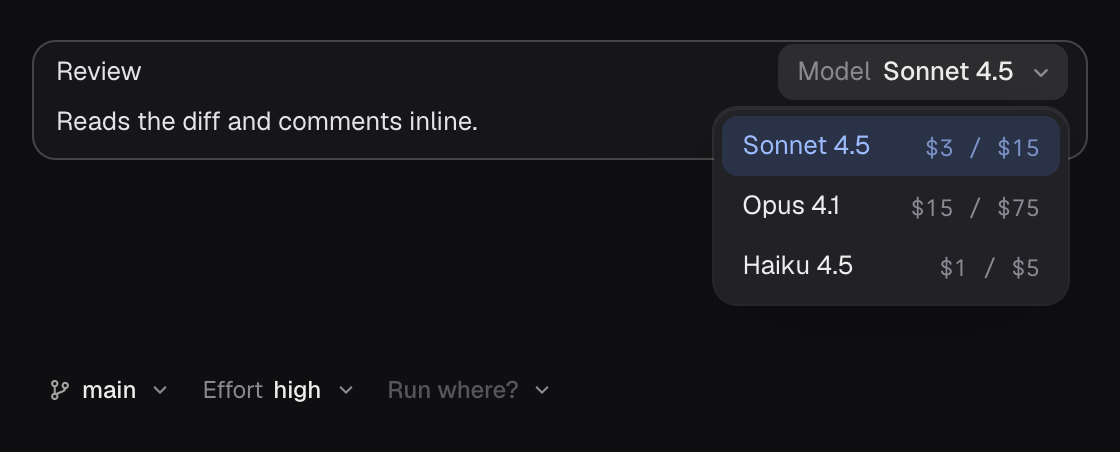 Review
Model Sonnet 4.5
Reads the diff and comments inline.
Sonnet 4.5 $3 / $15
Opus 4.1 $15 / $75
Haiku 4.5 $1 / $5
main Effort high Run where?